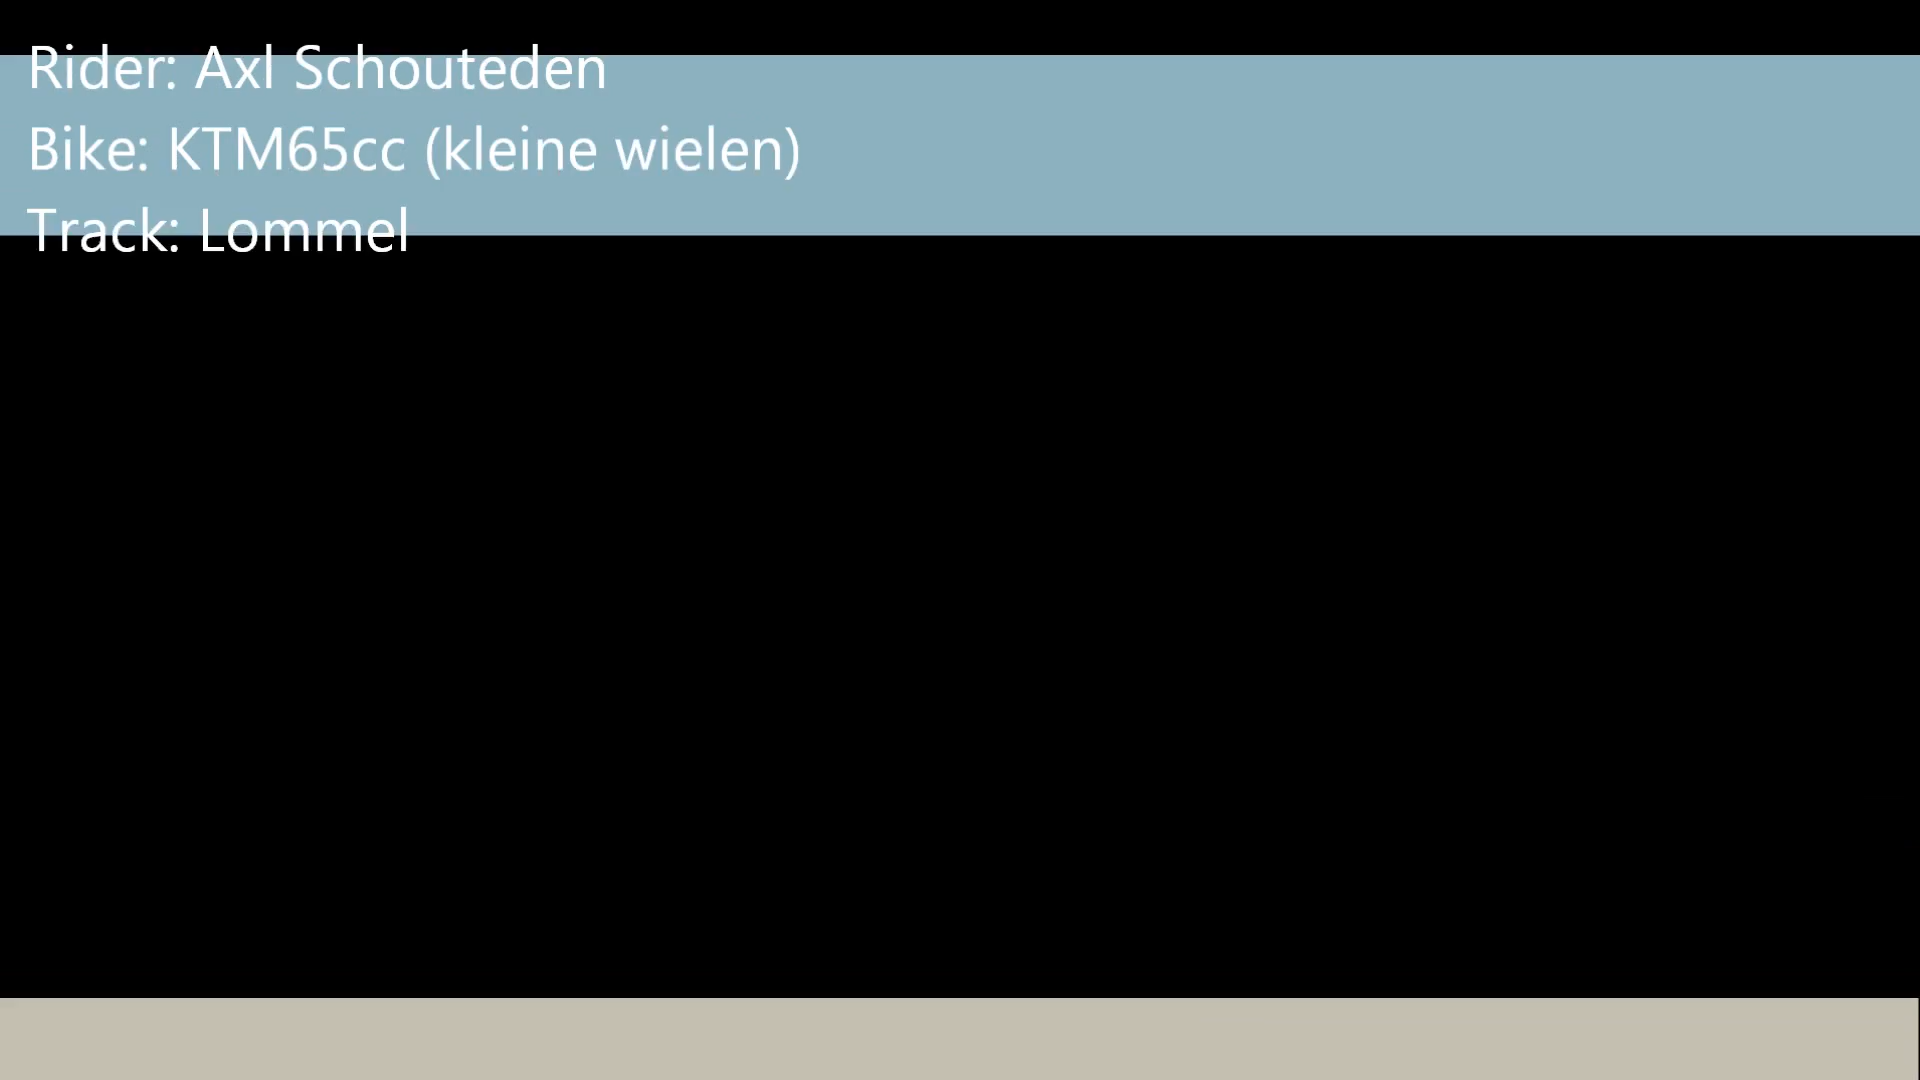 Rider: Axl Schouteden
Bike: KTM65cc (kleine wielen)
Track: Lommel